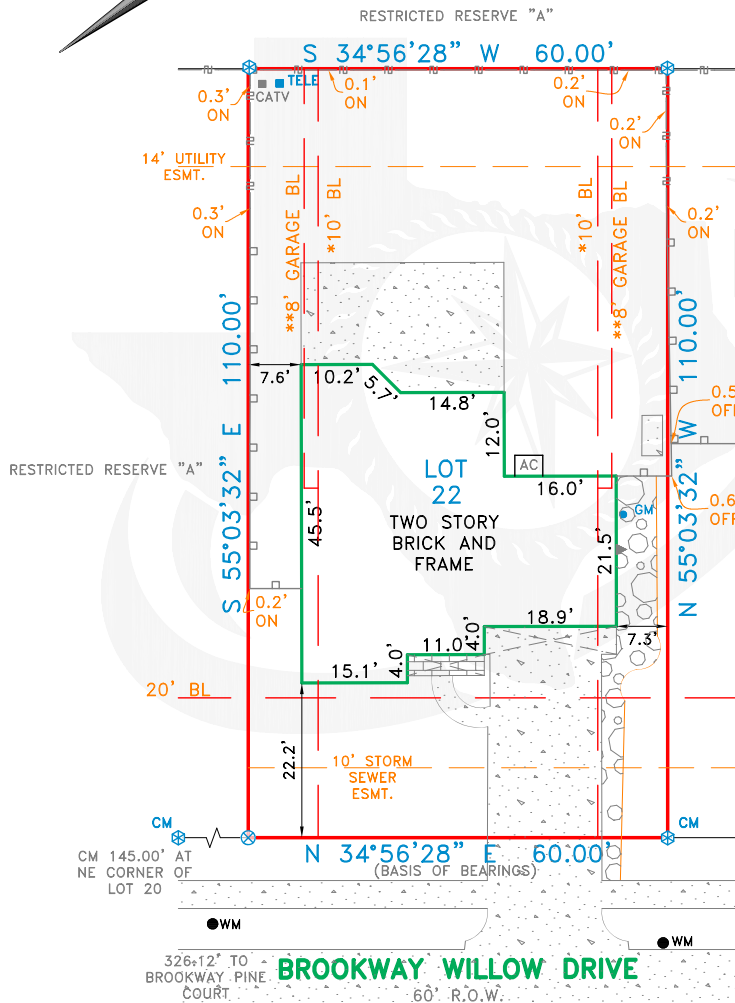 RESTRICTED RESERVE "A"
S 34°56'28" W 60.00'
TELE
CATV
0.3'
ON
0.1'
ON
0.2'
ON
0.2'
ON
14' UTILITY
ESMT.
0.3'
ON
**8' GARAGE BL
*10' BL
*10' BL
**8' GARAGE BL
0.2'
ON
S 55°03'32" E 110.00'
N 55°03'32" W 110.00'
7.6'
10.2'
5.7'
14.8'
12.0'
0.5
OFF
RESTRICTED RESERVE "A"
LOT
22
AC
16.0'
TWO STORY
BRICK AND
FRAME
45.5'
21.5'
GM
0.6
OFF
0.2'
ON
18.9'
4.0'
11.0'
4.0'
15.1'
7.3'
20' BL
22.2'
10' STORM
SEWER
ESMT.
CM
CM
N 34°56'28" E 60.00'
(BASIS OF BEARINGS)
CM 145.00' AT
NE CORNER OF
LOT 20
WM
WM
326.12' TO
BROOKWAY PINE
COURT
BROOKWAY WILLOW DRIVE
60' R.O.W.